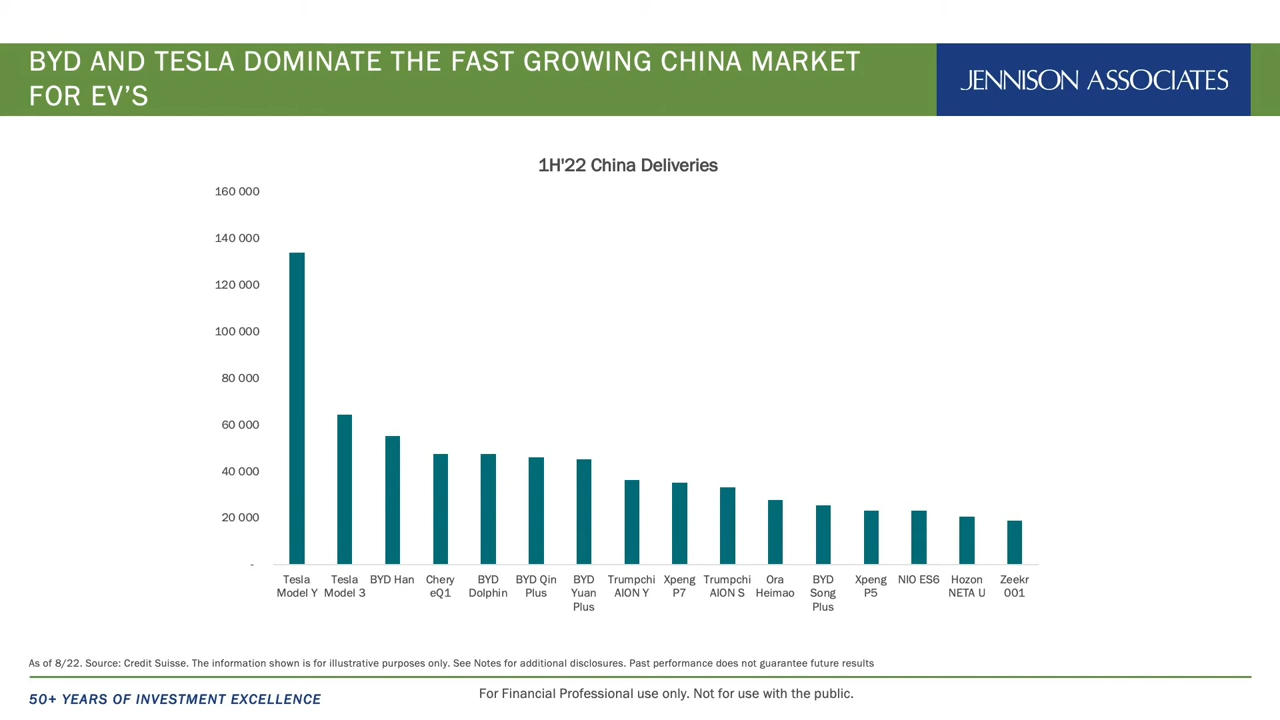 BYD AND TESLA DOMINATE THE FAST GROWING CHINA MARKET
FOR EV'S
JENNISON ASSOCIATES
1H'22 China Deliveries
160 000
140 000
120 000
100 000
80 000
60 000
40 000
20 000
-
Tesla Model Y
Tesla Model 3
BYD Han
Chery eQ1
BYD Dolphin
BYD Qin Plus
BYD Yuan Plus
Trumpchi AION Y
Xpeng P7
Trumpchi AION S
Ora Heimao
BYD Song Plus
Xpeng P5
NIO ES6
Hozon NETA U
Zeekr 001
As of 8/22. Source: Credit Suisse. The information shown is for illustrative purposes only. See Notes for additional disclosures. Past performance does not guarantee future results
50+ YEARS OF INVESTMENT EXCELLENCE
For Financial Professional use only. Not for use with the public.